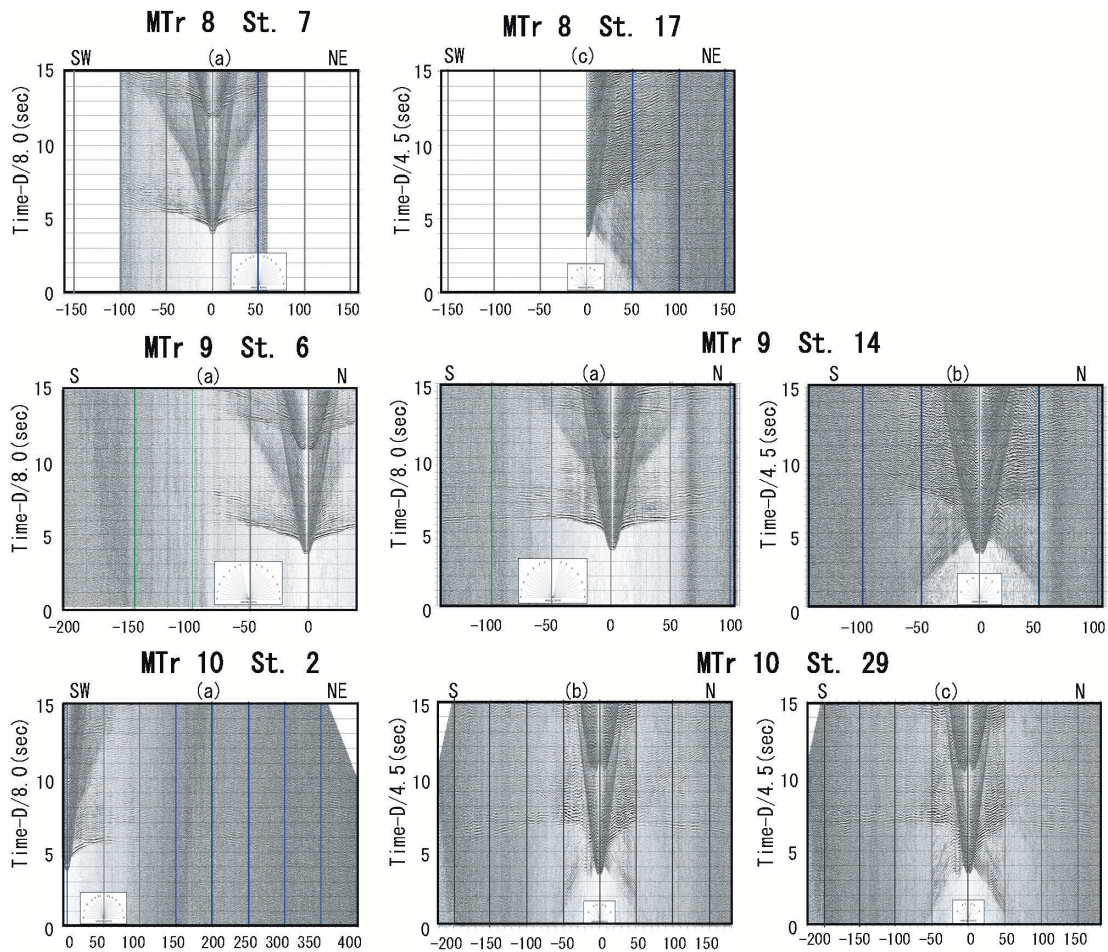 MTr 8 St. 7
SW (a) NE
Time-D/8.0(sec)
15
10
5
0
-150 -100 -50 0 50 100 150
MTr 8 St. 17
SW (c) NE
Time-D/4.5(sec)
15
10
5
0
-150 -100 -50 0 50 100 150
MTr 9 St. 6
S (a) N
Time-D/8.0(sec)
15
10
5
0
-200 -150 -100 -50 0
MTr 9 St. 14
S (a) N
Time-D/8.0(sec)
15
10
5
0
-100 -50 0 50 100
S (b) N
Time-D/4.5(sec)
15
10
5
0
-100 -50 0 50 100
MTr 10 St. 2
SW (a) NE
Time-D/8.0(sec)
15
10
5
0
0 50 100 150 200 250 300 350 400
MTr 10 St. 29
S (b) N
Time-D/4.5(sec)
15
10
5
0
-200 -150 -100 -50 0 50 100 150
S (c) N
Time-D/4.5(sec)
15
10
5
0
-200 -150 -100 -50 0 50 100 150